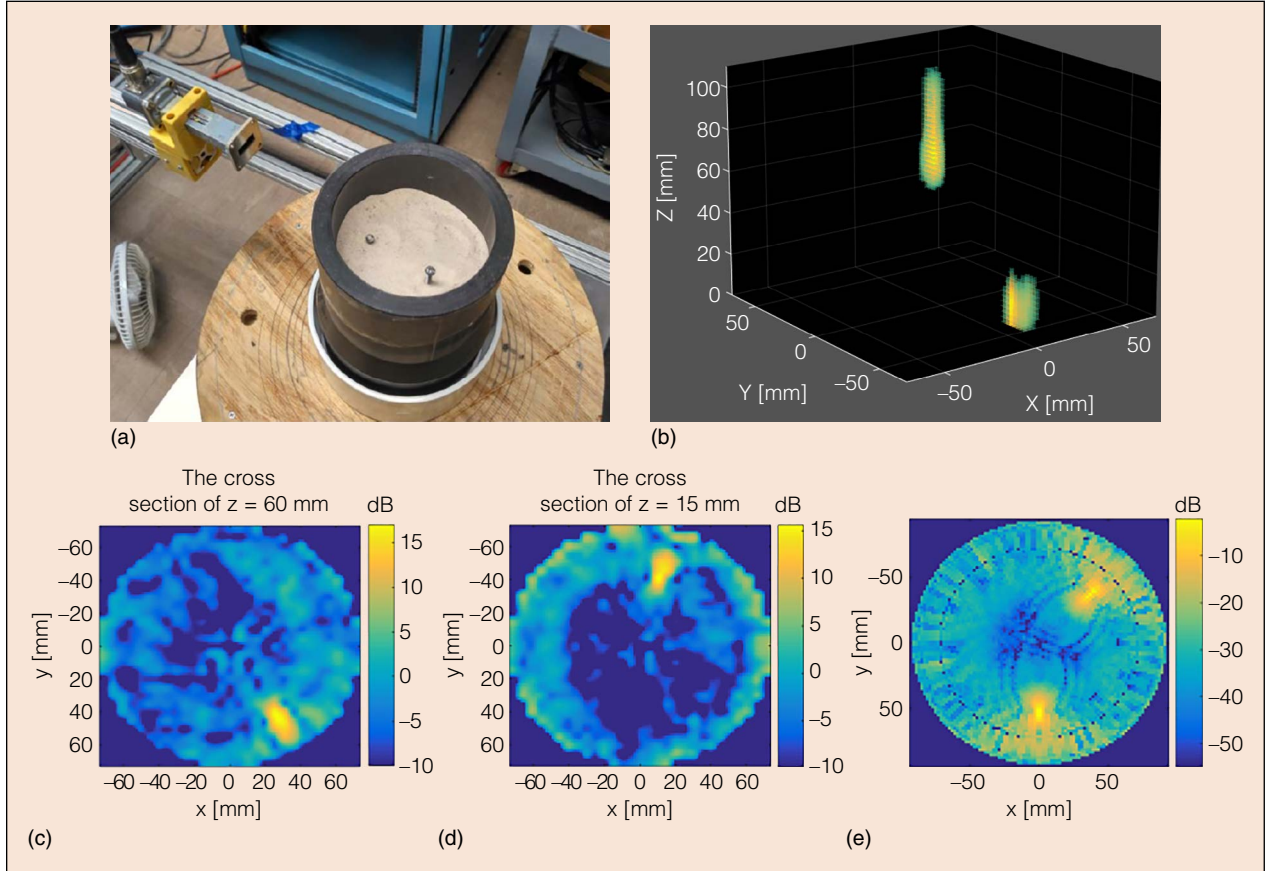 100
80
60
40
20
0
Z [mm]
50
0
–50
Y [mm]
–50
0
50
X [mm]
(a)
(b)
The cross
section of z = 60 mm
dB
–60
–40
–20
0
20
40
60
y [mm]
–60 –40 –20 0 20 40 60
x [mm]
15
10
5
0
–5
–10
(c)
The cross
section of z = 15 mm
dB
–60
–40
–20
0
20
40
60
y [mm]
–60 –40 –20 0 20 40 60
x [mm]
15
10
5
0
–5
–10
(d)
dB
–50
0
50
y [mm]
–50 0 50
x [mm]
–10
–20
–30
–40
–50
(e)